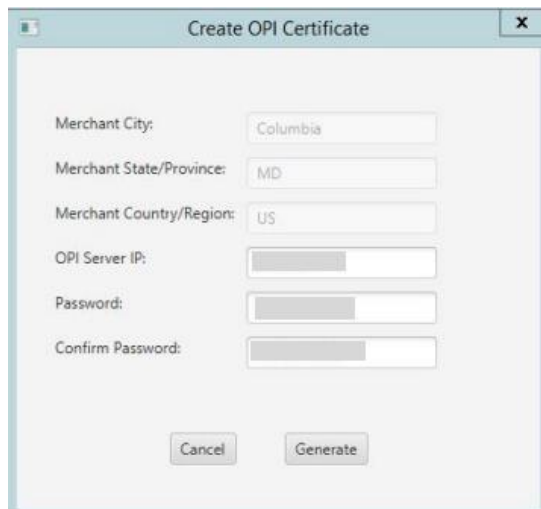 Create OPI Certificate
x
Merchant City: Columbia
Merchant State/Province: MD
Merchant Country/Region: US
OPI Server IP:
Password:
Confirm Password:
Cancel Generate